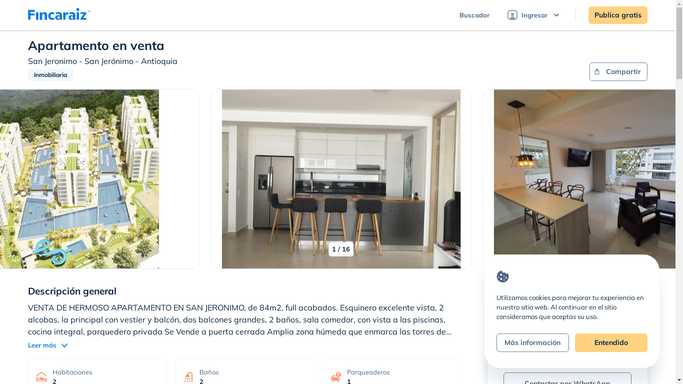 Fincaraiz
Buscador
Ingresar
Publica gratis
Apartamento en venta
San Jeronimo - San Jerónimo - Antioquia
Inmobiliaria
Compartir
1 / 16
Descripción general
VENTA DE HERMOSO APARTAMENTO EN SAN JERONIMO, de 84m2, full acabados. Esquinero excelente vista, 2
alcobas, la principal con vestier y balcón, dos balcones grandes, 2 baños, sala comedor, con vista a las piscinas,
cocina integral, parqueadero privada Se Vende a puerta cerrada Amplia zona húmeda que enmarca las torres de...
Leer más
Habitaciones
2
Baños
2
Parqueaderos
1
Utilizamos cookies para mejorar tu experiencia en
nuestro sitio web. Al continuar en el sitio
consideramos que aceptas su uso.
Más información
Entendido
Contactar por WhatsApp